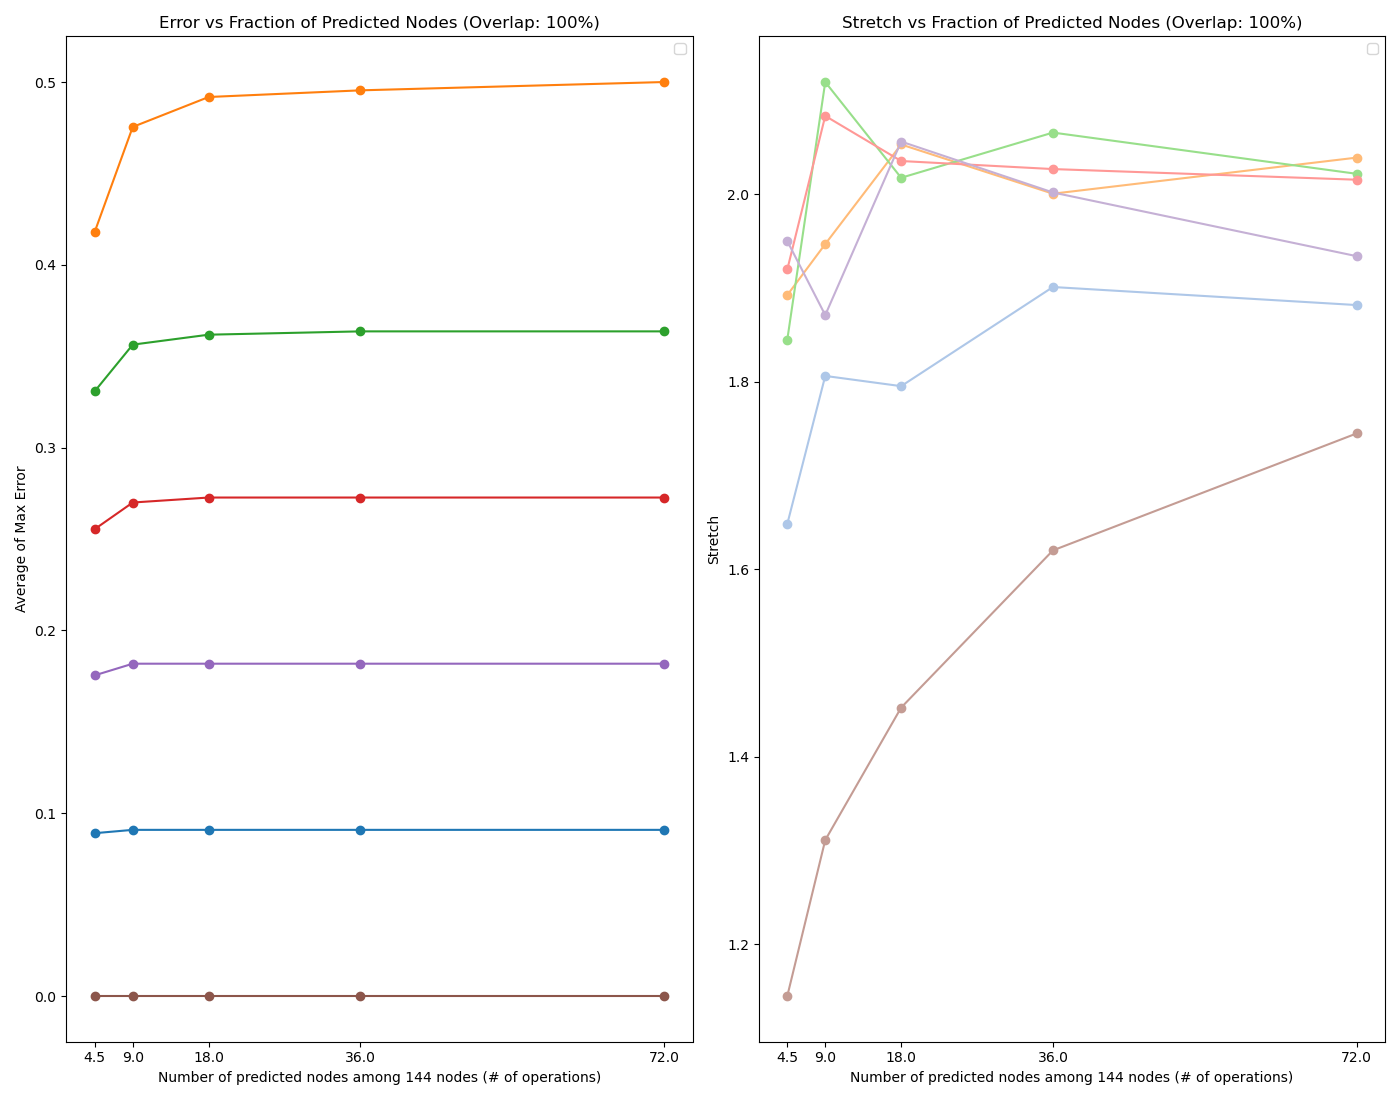 Error vs Fraction of Predicted Nodes (Overlap: 100%)
Average of Max Error
0.5
0.4
0.3
0.2
0.1
0.0
4.5 9.0 18.0 36.0 72.0
Number of predicted nodes among 144 nodes (# of operations)
Stretch vs Fraction of Predicted Nodes (Overlap: 100%)
Stretch
2.0
1.8
1.6
1.4
1.2
4.5 9.0 18.0 36.0 72.0
Number of predicted nodes among 144 nodes (# of operations)